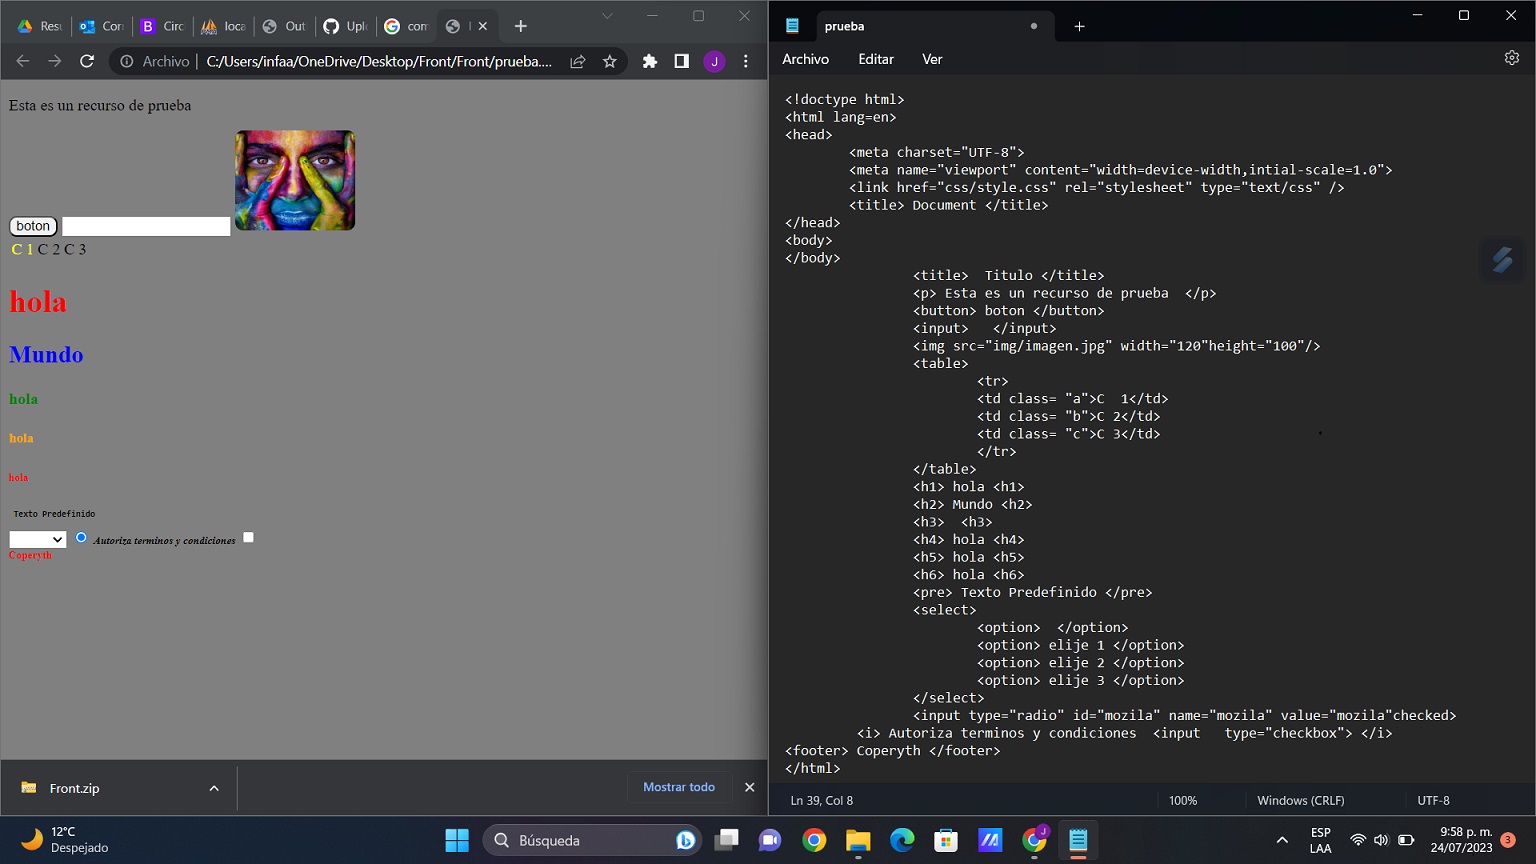 Resu
Corr
Circ
loca
Out
Uplo
com
Archivo
C:/Users/infaa/OneDrive/Desktop/Front/Front/prueba....
J
Esta es un recurso de prueba
boton
C 1 C 2 C 3
hola
Mundo
hola
hola
hola
Texto Predefinido
Autoriza terminos y condiciones
Coperyth
Front.zip
Mostrar todo
prueba
Archivo Editar Ver
<!doctype html>
<html lang=en>
<head>
<meta charset="UTF-8">
<meta name="viewport" content="width=device-width,intial-scale=1.0">
<link href="css/style.css" rel="stylesheet" type="text/css" />
<title> Document </title>
</head>
<body>
</body>
<title>  Titulo </title>
<p> Esta es un recurso de prueba  </p>
<button> boton </button>
<input>   </input>
<img src="img/imagen.jpg" width="120"height="100"/>
<table>
<tr>
<td class= "a">C  1</td>
<td class= "b">C 2</td>
<td class= "c">C 3</td>
</tr>
</table>
<h1> hola <h1>
<h2> Mundo <h2>
<h3>  <h3>
<h4> hola <h4>
<h5> hola <h5>
<h6> hola <h6>
<pre> Texto Predefinido </pre>
<select>
<option>  </option>
<option> elije 1 </option>
<option> elije 2 </option>
<option> elije 3 </option>
</select>
<input type="radio" id="mozila" name="mozila" value="mozila"checked>
<i> Autoriza terminos y condiciones  <input   type="checkbox"> </i>
<footer> Coperyth </footer>
</html>
Ln 39, Col 8
100%
Windows (CRLF)
UTF-8
12°C
Despejado
Búsqueda
J
ESP
LAA
9:58 p. m.
24/07/2023
3